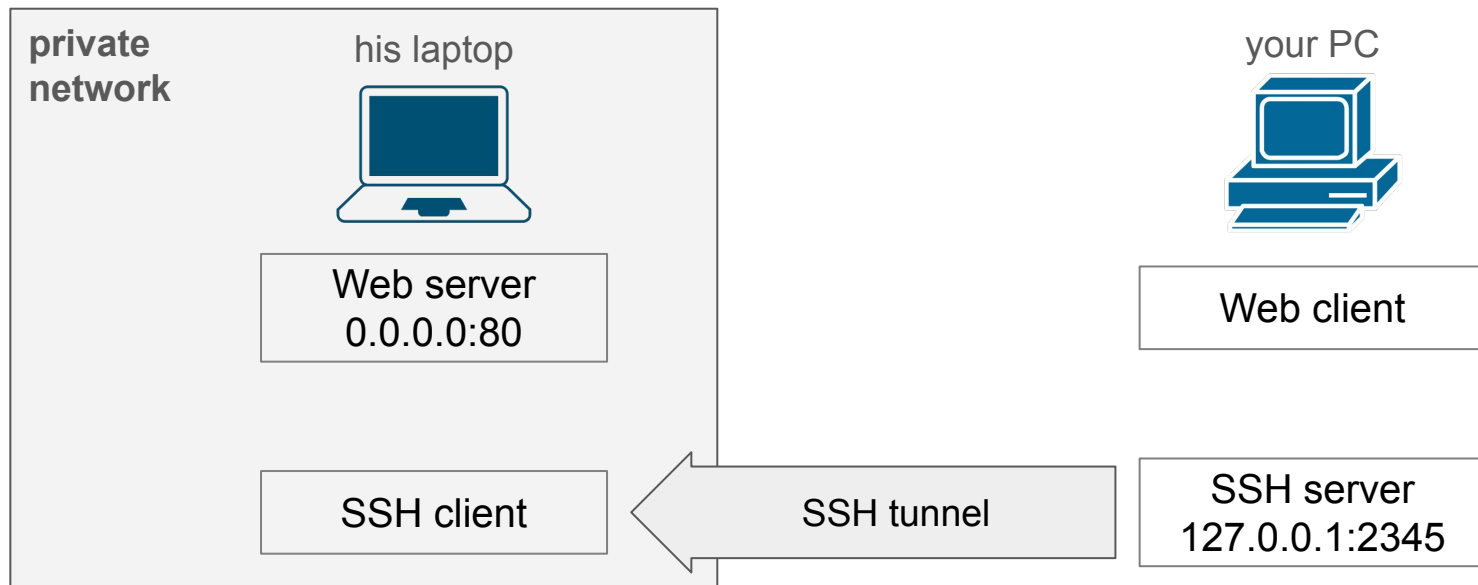 private
network
his laptop
your PC
Web server
0.0.0.0:80
Web client
SSH client
SSH tunnel
SSH server
127.0.0.1:2345